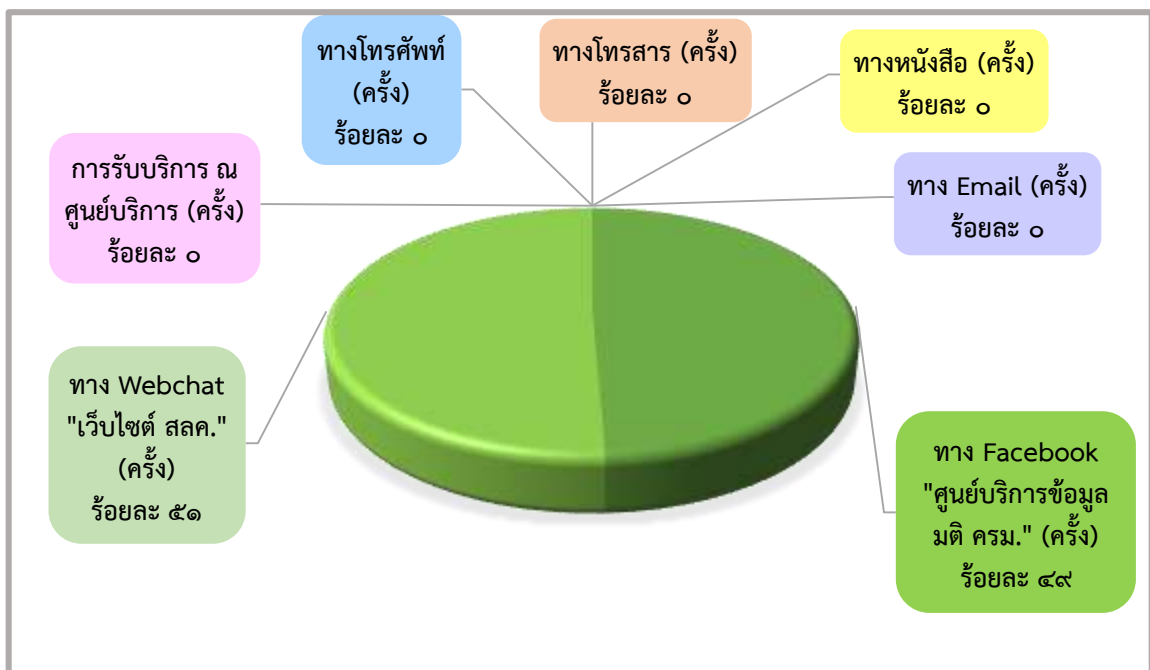 ทางโทรศัพท์
(ครั้ง)
ร้อยละ ๐
ทางโทรสาร (ครั้ง)
ร้อยละ ๐
ทางหนังสือ (ครั้ง)
ร้อยละ ๐
การรับบริการ ณ
ศูนย์บริการ (ครั้ง)
ร้อยละ ๐
ทาง Email (ครั้ง)
ร้อยละ ๐
ทาง Webchat
"เว็บไซต์ สลค."
(ครั้ง)
ร้อยละ ๕๑
ทาง Facebook
"ศูนย์บริการข้อมูล
มติ ครม." (ครั้ง)
ร้อยละ ๔๙